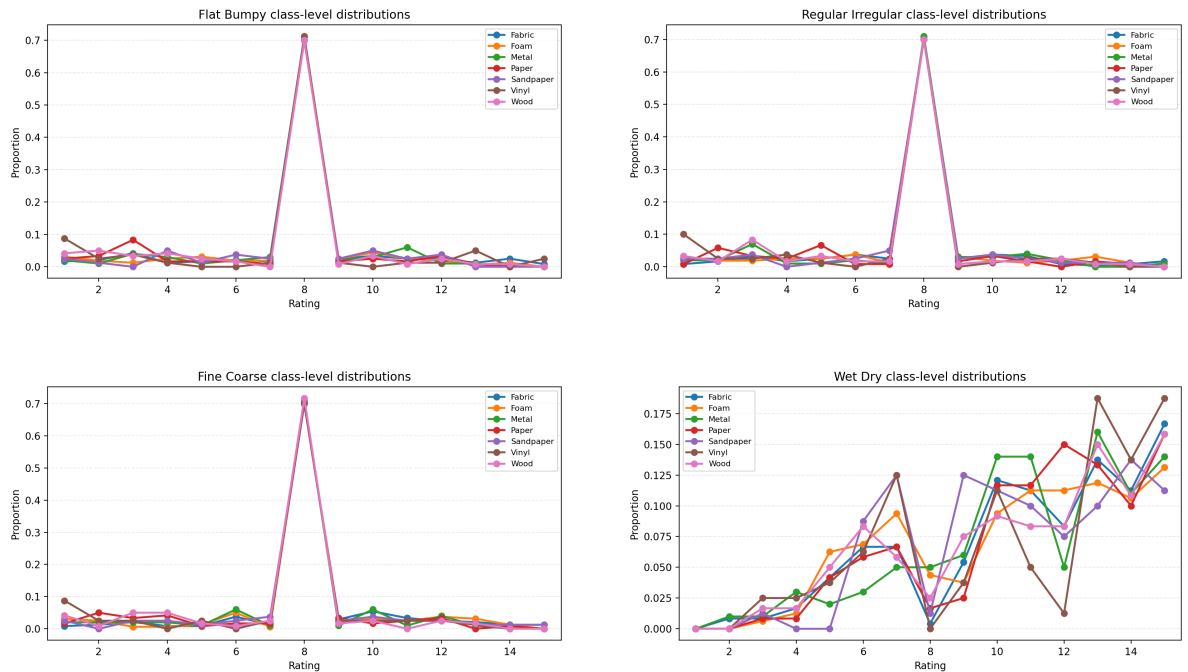 Flat Bumpy class-level distributions
Proportion
0.7
0.6
0.5
0.4
0.3
0.2
0.1
0.0
2
4
6
8
10
12
14
Rating
Fabric
Foam
Metal
Paper
Sandpaper
Vinyl
Wood
Regular Irregular class-level distributions
Proportion
0.7
0.6
0.5
0.4
0.3
0.2
0.1
0.0
2
4
6
8
10
12
14
Rating
Fabric
Foam
Metal
Paper
Sandpaper
Vinyl
Wood
Fine Coarse class-level distributions
Proportion
0.7
0.6
0.5
0.4
0.3
0.2
0.1
0.0
2
4
6
8
10
12
14
Rating
Fabric
Foam
Metal
Paper
Sandpaper
Vinyl
Wood
Wet Dry class-level distributions
Proportion
0.175
0.150
0.125
0.100
0.075
0.050
0.025
0.000
2
4
6
8
10
12
14
Rating
Fabric
Foam
Metal
Paper
Sandpaper
Vinyl
Wood